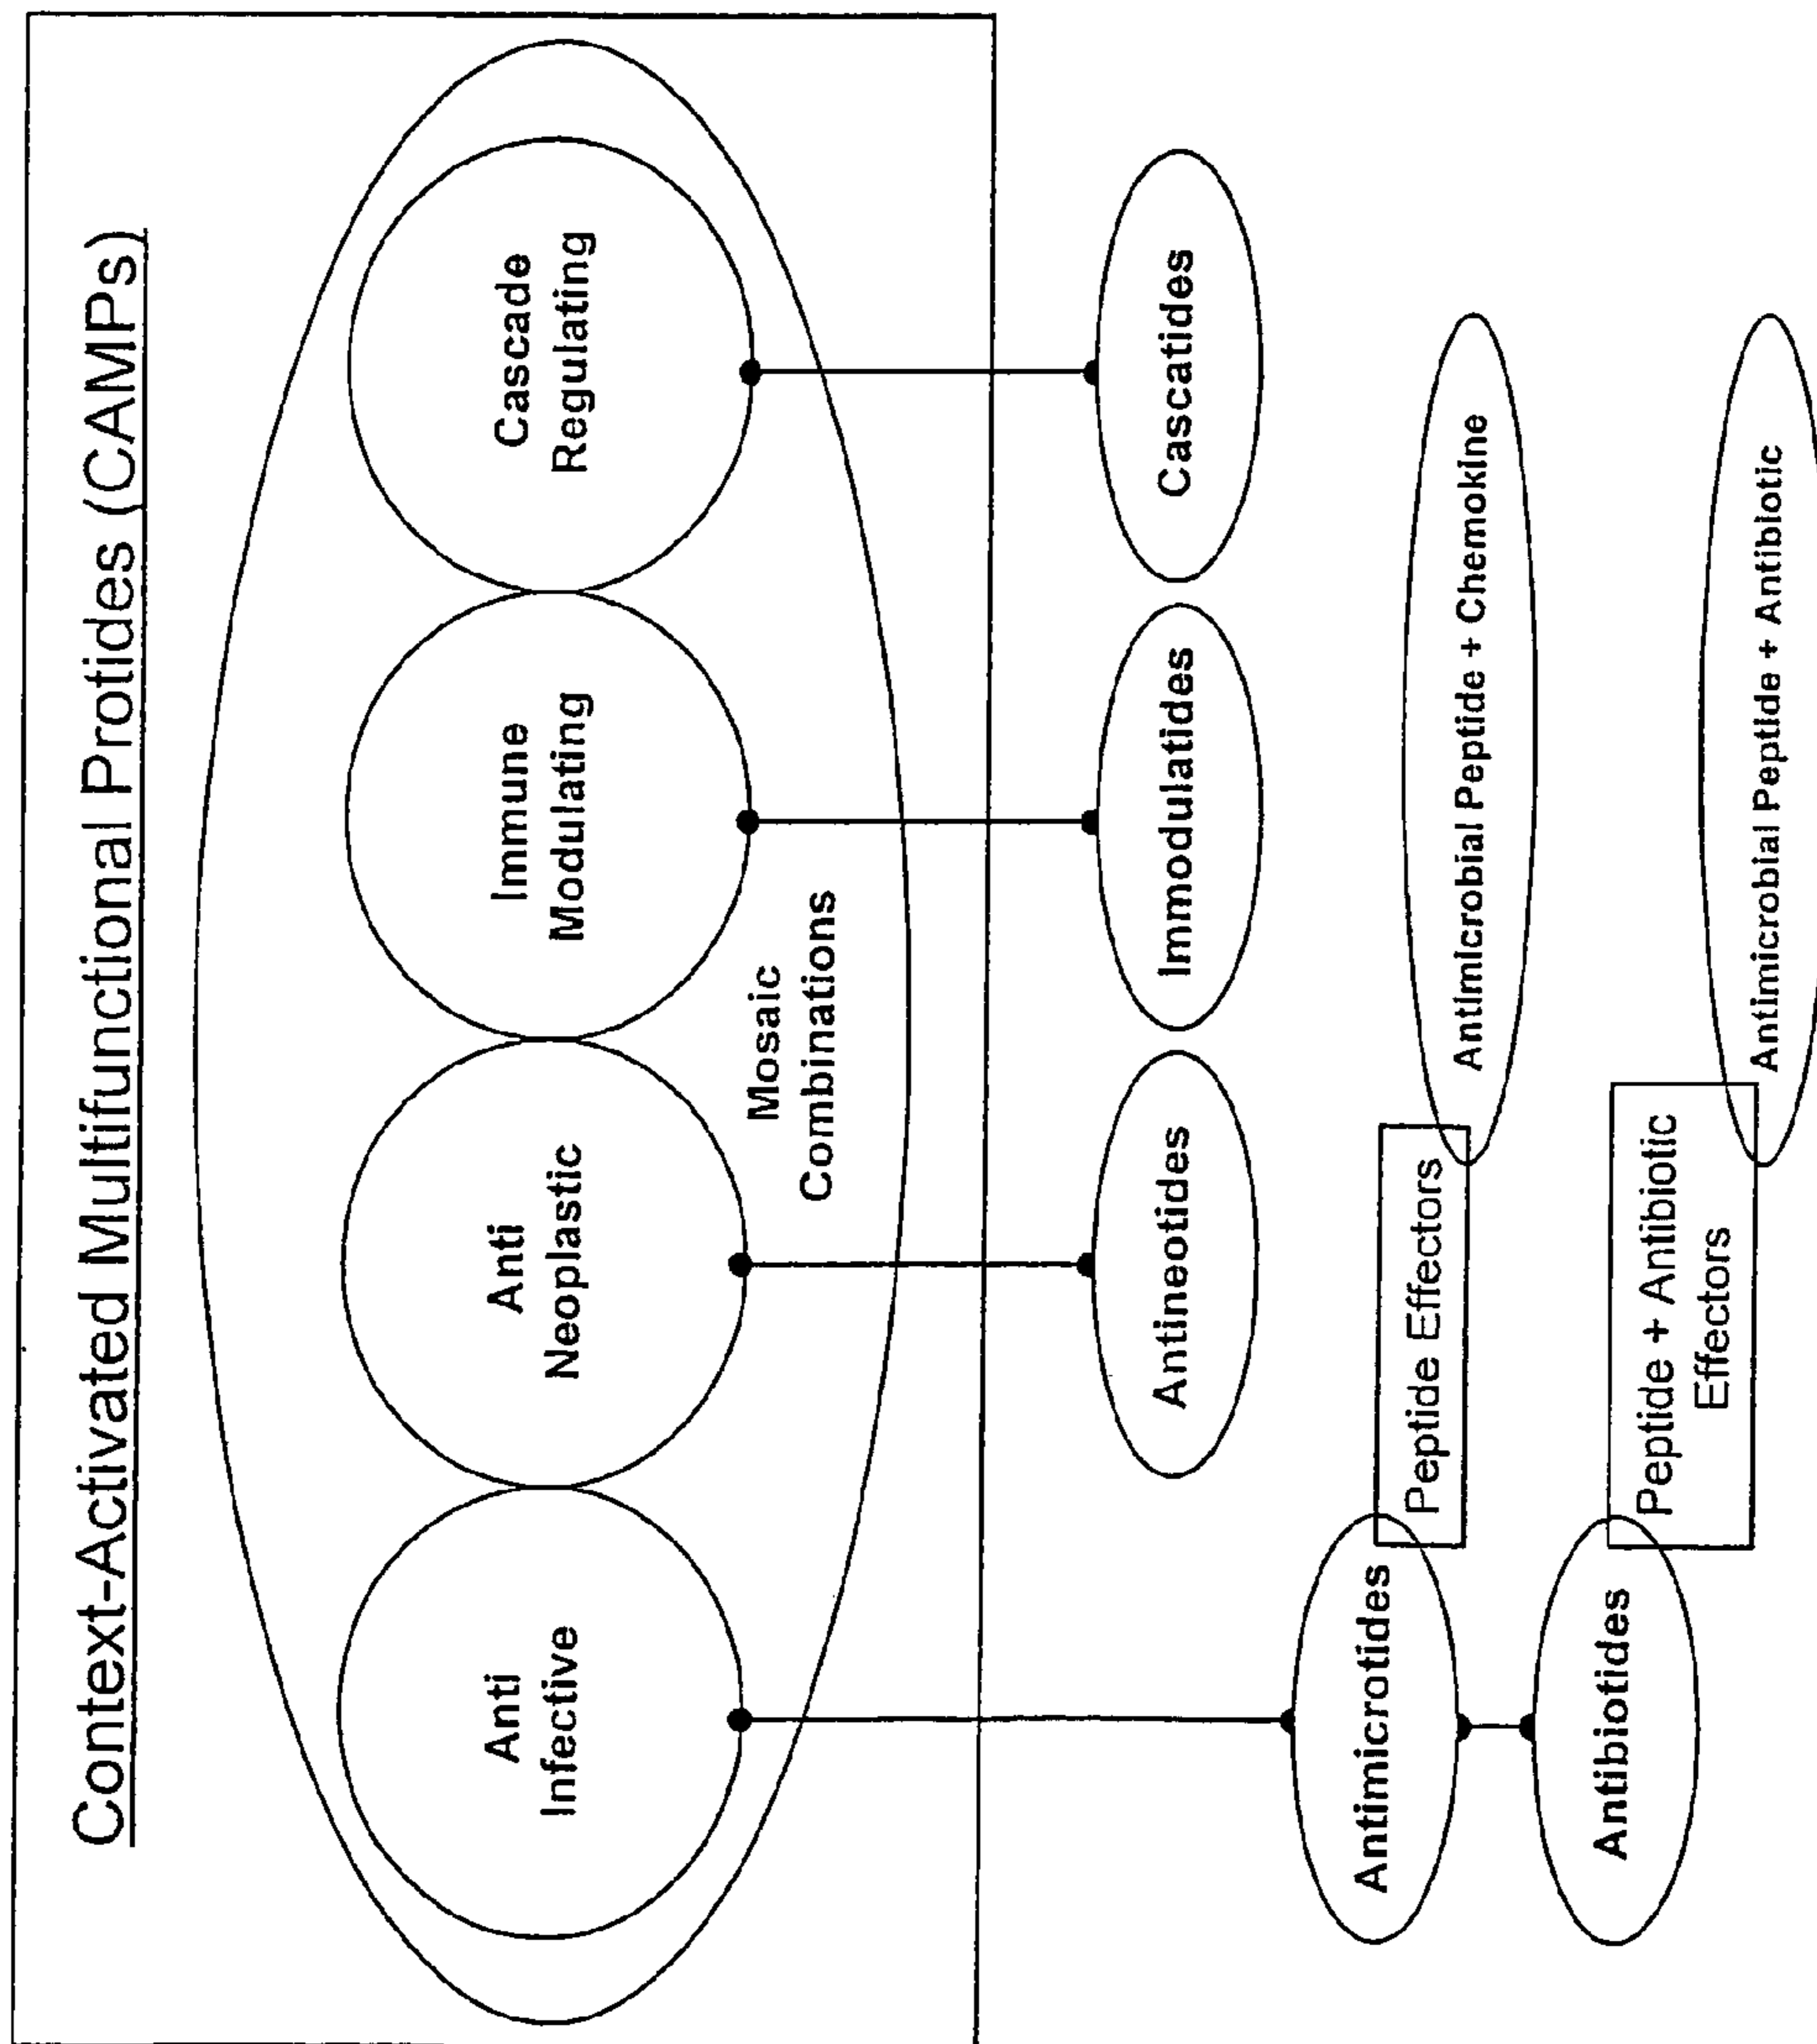 Context-Activated Multifunctional Protides (CAMPs)
Anti
Infective
Anti
Neoplastic
Immune
Modulating
Cascade
Regulating
Mosaic
Combinations
Antineotides
Immodulatides
Cascatides
Antimicrotides
Peptide Effectors
Antimicrobial Peptide + Chemokine
Antibiotides
Peptide + Antibiotic
Effectors
Antimicrobial Peptide + Antibiotic